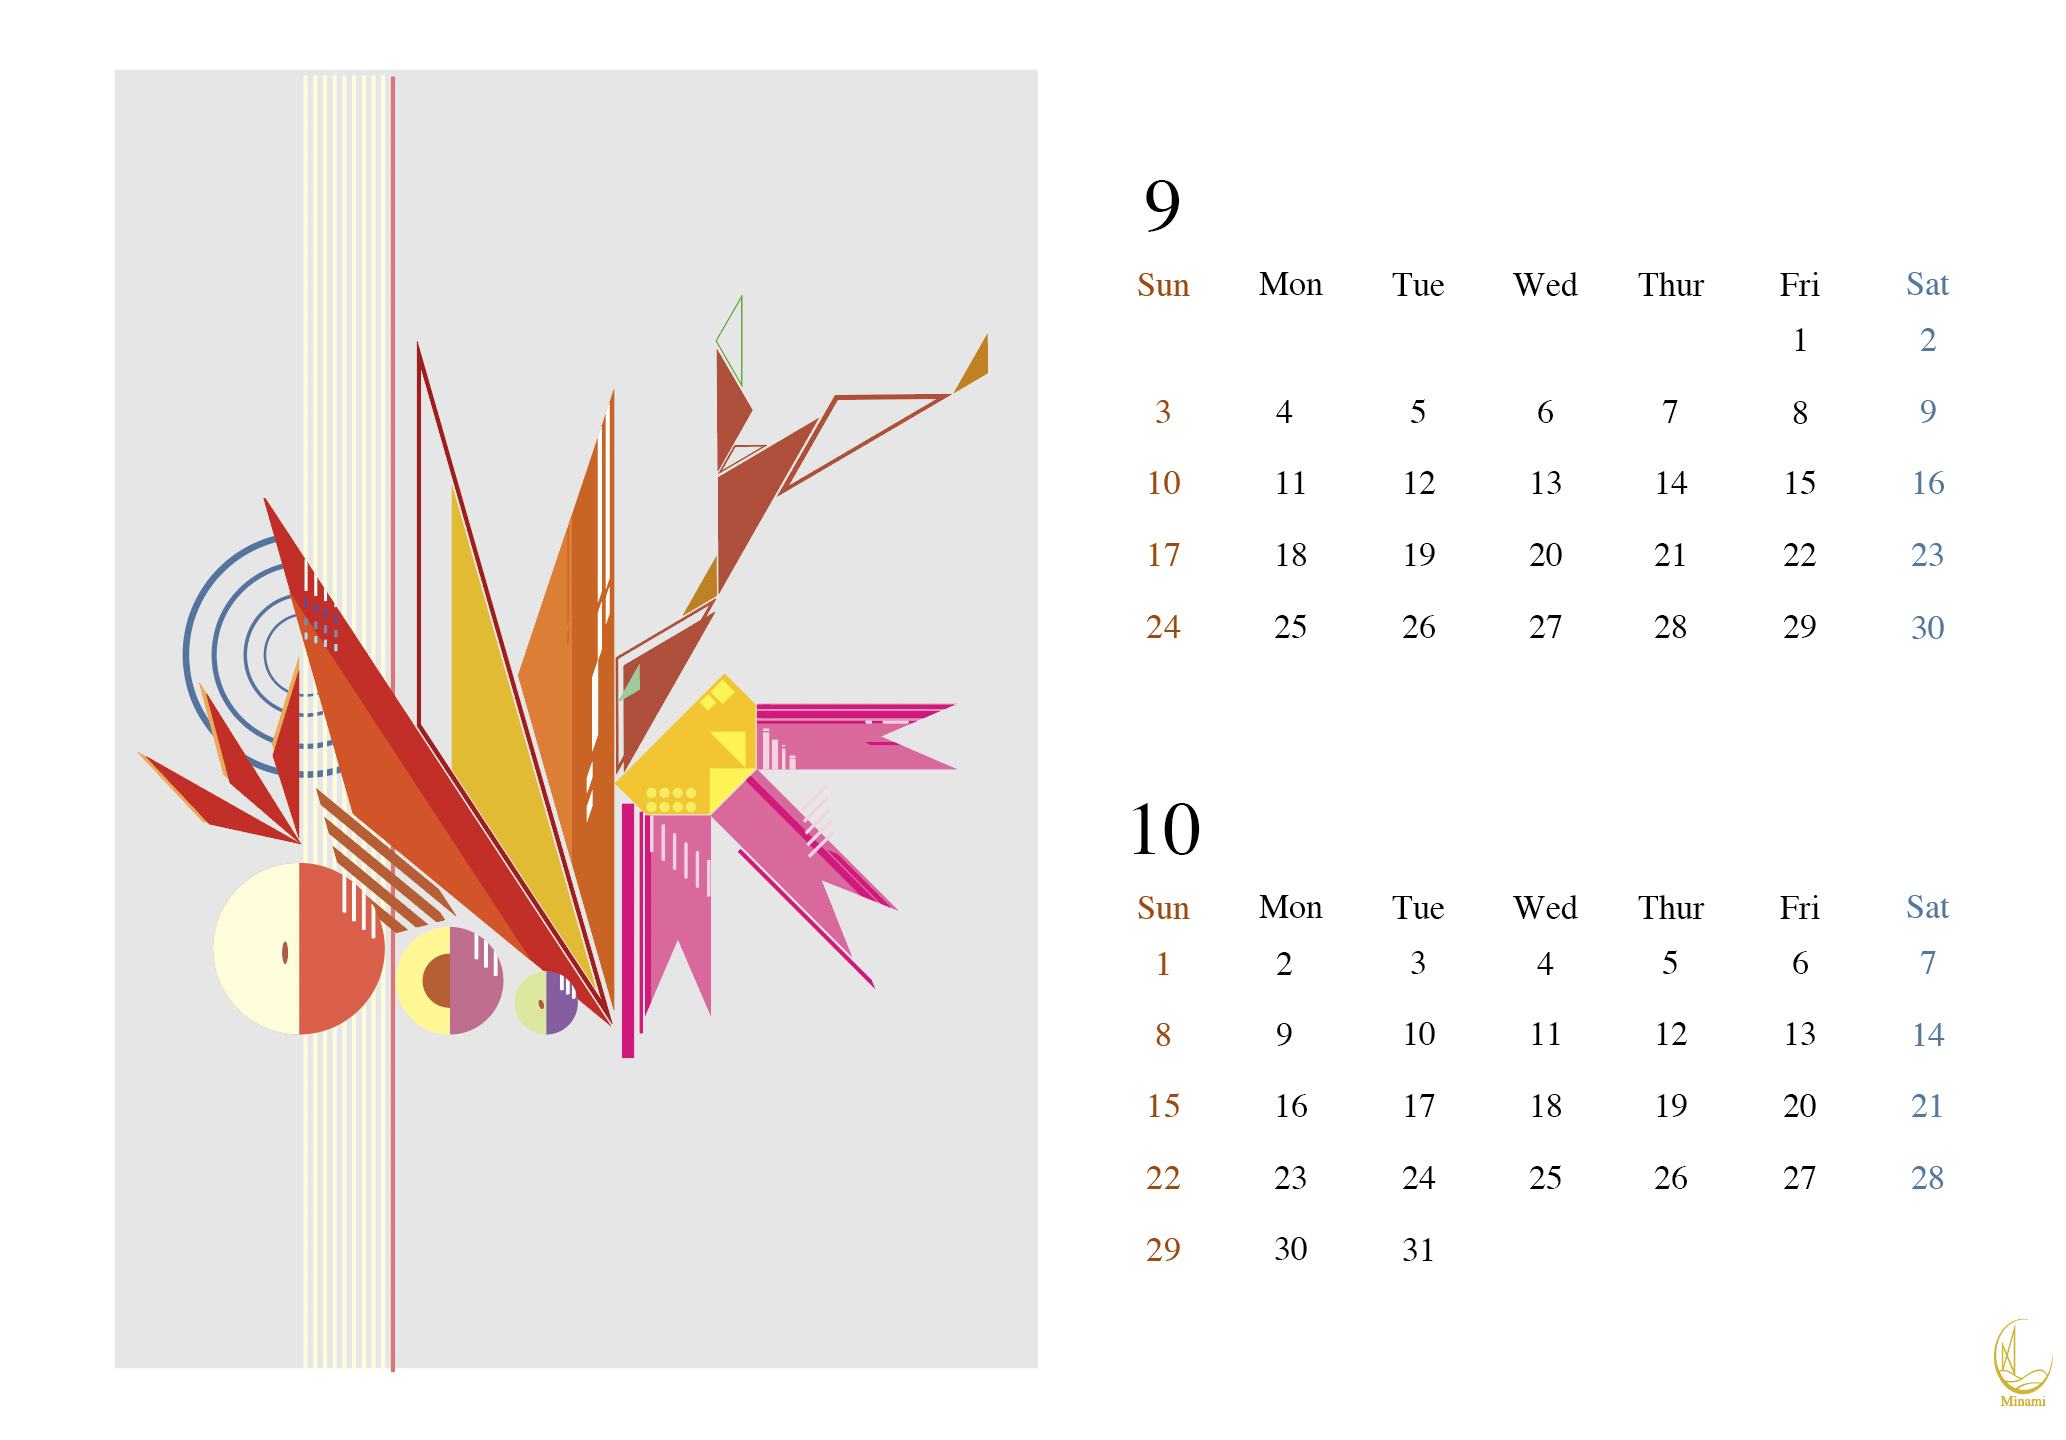 9
Sun Mon Tue Wed Thur Fri Sat
1 2
3 4 5 6 7 8 9
10 11 12 13 14 15 16
17 18 19 20 21 22 23
24 25 26 27 28 29 30
10
Sun Mon Tue Wed Thur Fri Sat
1 2 3 4 5 6 7
8 9 10 11 12 13 14
15 16 17 18 19 20 21
22 23 24 25 26 27 28
29 30 31
Minami